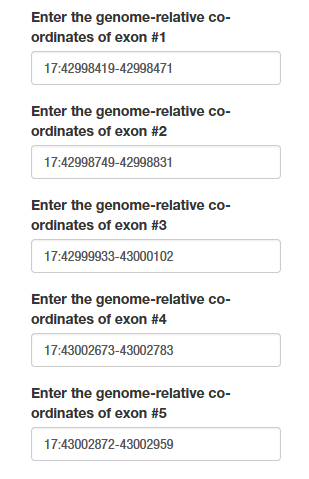 Enter the genome-relative co-
ordinates of exon #1
17:42998419-42998471
Enter the genome-relative co-
ordinates of exon #2
17:42998749-42998831
Enter the genome-relative co-
ordinates of exon #3
17:42999933-43000102
Enter the genome-relative co-
ordinates of exon #4
17:43002673-43002783
Enter the genome-relative co-
ordinates of exon #5
17:43002872-43002959